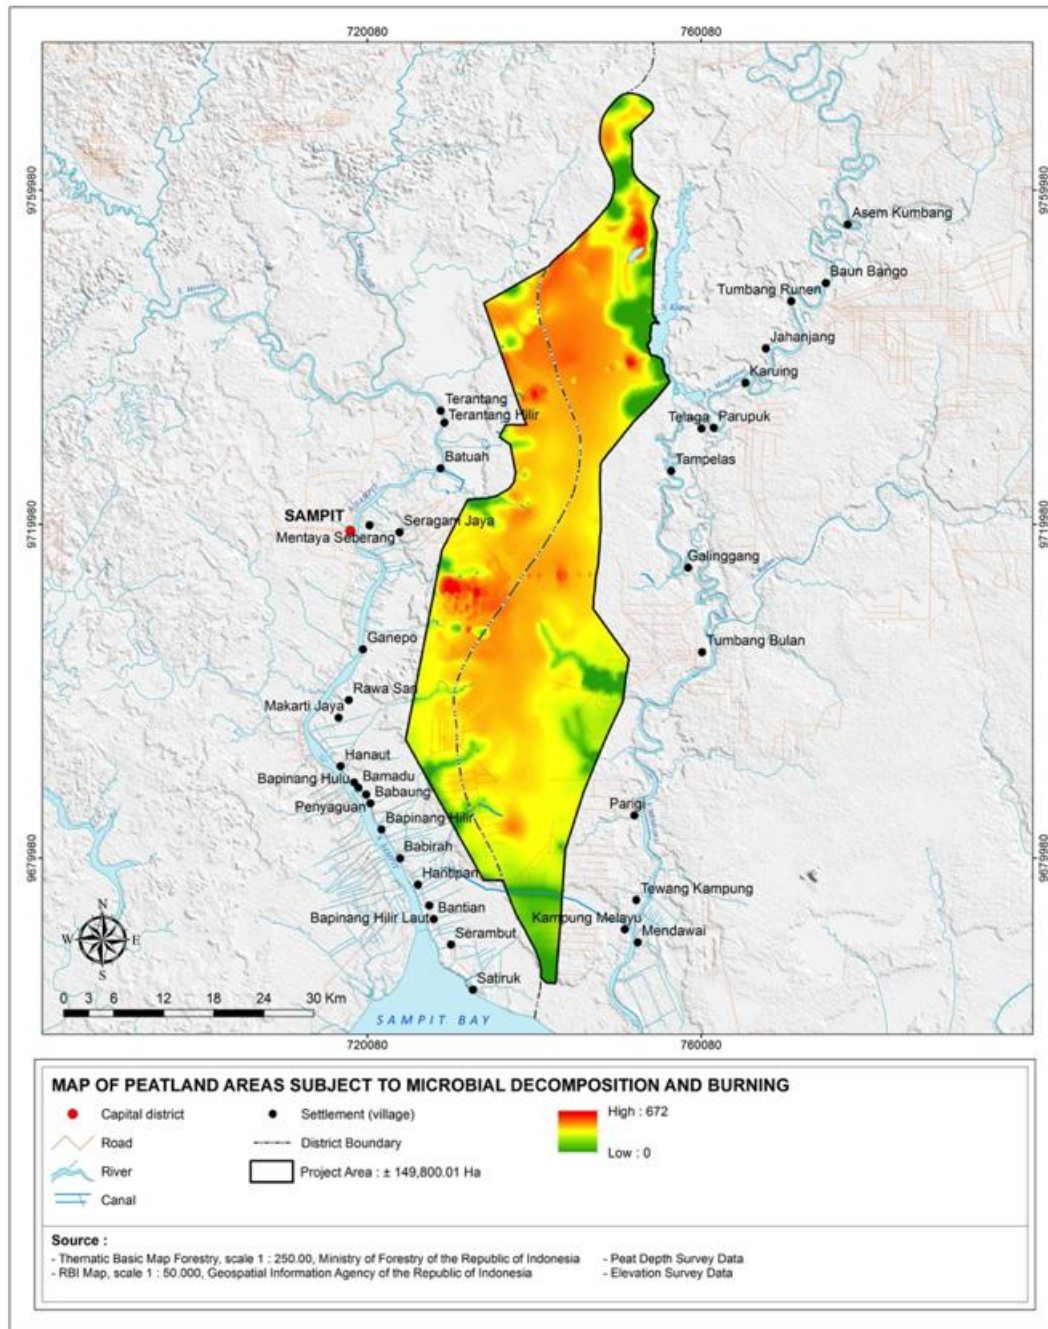 720080
760080
9759980
9759980
Asem Kumbang
Baun Bango
Tumbang Runen
Jahanjang
Karuing
Terantang
Terantang Hilir
Telaga
Parupuk
Batuah
Tampelas
SAMPIT
SAMPIT
Seragam Jaya
Mentaya Seberang
9719980
9719980
Galinggang
Ganepo
Tumbang Bulan
Rawa Sari
Makarti Jaya
Hanaut
Bapinang Hulu
Bamadu
Babaung
Penyaguan
Bapinang Hilir
Parigi
Babirah
9679980
9679980
Hantipan
Tewang Kampung
Bantian
Bapinang Hilir Laut
Kampung Melayu
Serambut
Mendawai
Satiruk
N
W
E
S
0 3 6 12 18 24 30 Km
SAMPIT BAY
720080
760080
MAP OF PEATLAND AREAS SUBJECT TO MICROBIAL DECOMPOSITION AND BURNING
Capital district
Settlement (village)
High : 672
Road
District Boundary
Low : 0
River
Project Area : ± 149,800.01 Ha
Canal
Source :
- Thematic Basic Map Forestry, scale 1 : 250.00, Ministry of Forestry of the Republic of Indonesia
- Peat Depth Survey Data
- RBI Map, scale 1 : 50.000, Geospatial Information Agency of the Republic of Indonesia
- Elevation Survey Data